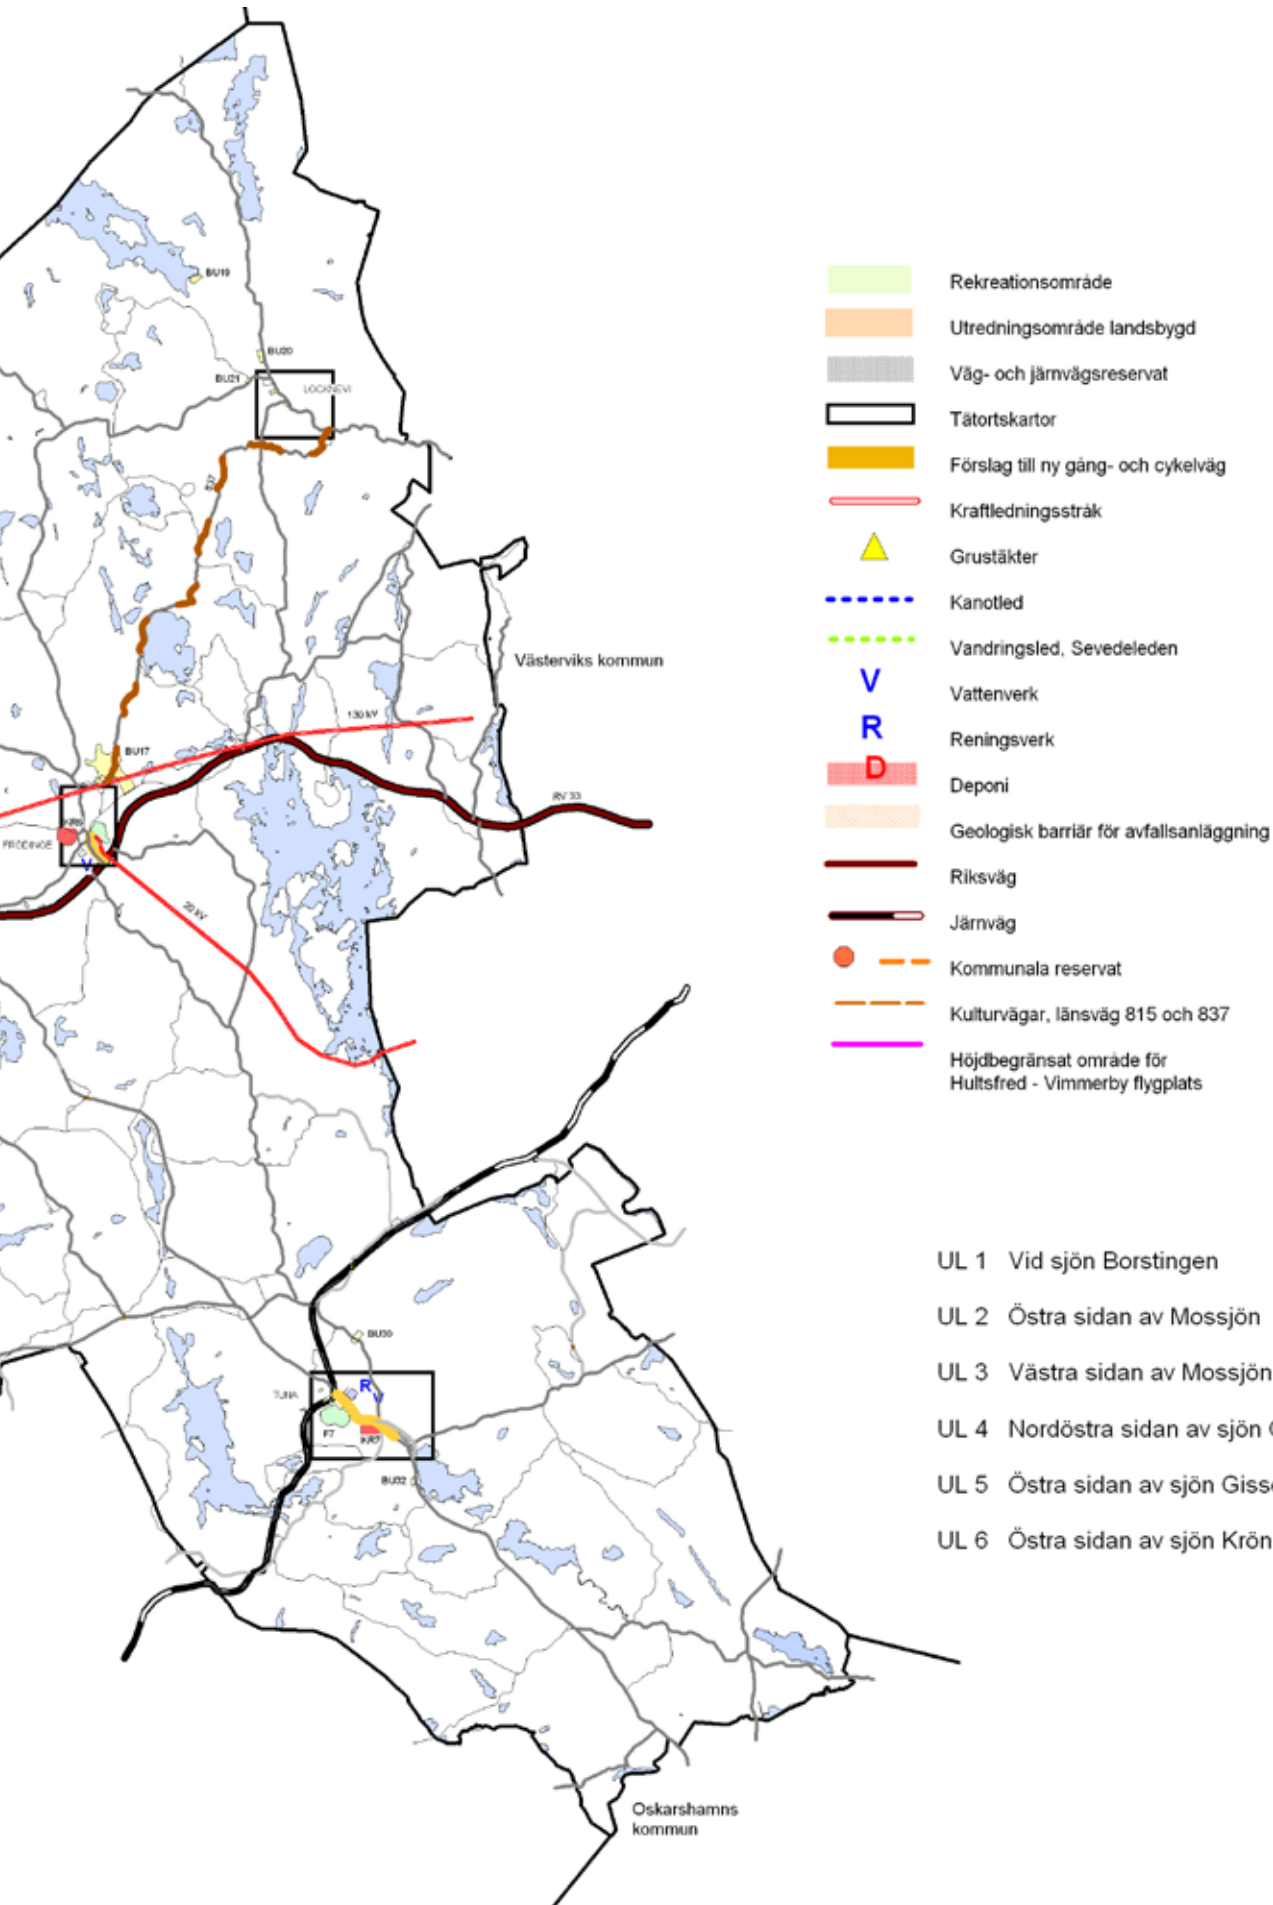 BU19
BU20
BU21
LOCKNEVI
Västerviks kommun
130 kV
BU17
RV 33
KR6
FRÖDINGE
V
20 kV
BU30
TUNA
R
V
F7
KR7
BU32
Oskarshamns
kommun
Rekreationsområde
Utredningsområde landsbygd
Väg- och järnvägsreservat
Tätortskartor
Förslag till ny gång- och cykelväg
Kraftledningsstråk
Grustäkter
Kanotled
Vandringsled, Sevedeleden
V Vattenverk
R Reningsverk
D Deponi
Geologisk barriär för avfallsanläggning
Riksväg
Järnväg
Kommunala reservat
Kulturvägar, länsväg 815 och 837
Höjdbegränsat område för
Hultsfred - Vimmerby flygplats
UL 1 Vid sjön Borstingen
UL 2 Östra sidan av Mossjön
UL 3 Västra sidan av Mossjön
UL 4 Nordöstra sidan av sjön
UL 5 Östra sidan av sjön Gisse
UL 6 Östra sidan av sjön Krön